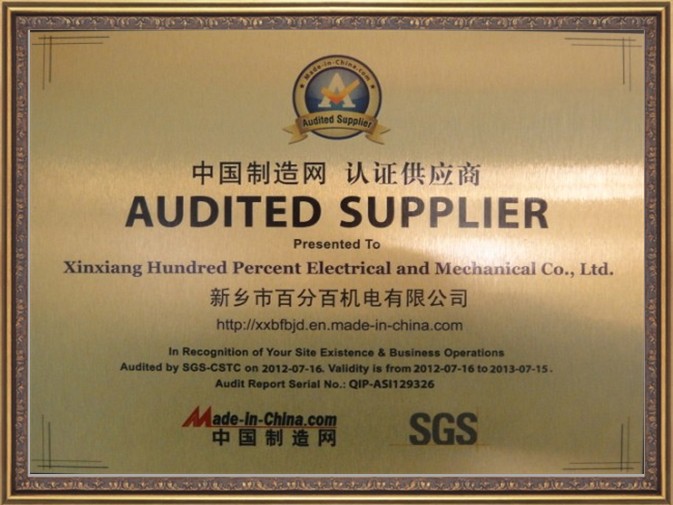 Made-in-China.com
Audited Supplier
中国制造网 认证供应商
AUDITED SUPPLIER
Presented To
Xinxiang Hundred Percent Electrical and Mechanical Co., Ltd.
新乡市百分百机电有限公司
http://xxbfbjd.en.made-in-china.com
In Recognition of Your Site Existence & Business Operations
Audited by SGS-CSTC on 2012-07-16. Validity is from 2012-07-16 to 2013-07-15.
Audit Report Serial No.: QIP-ASI129326
Made-in-China.com
中国制造网
SGS